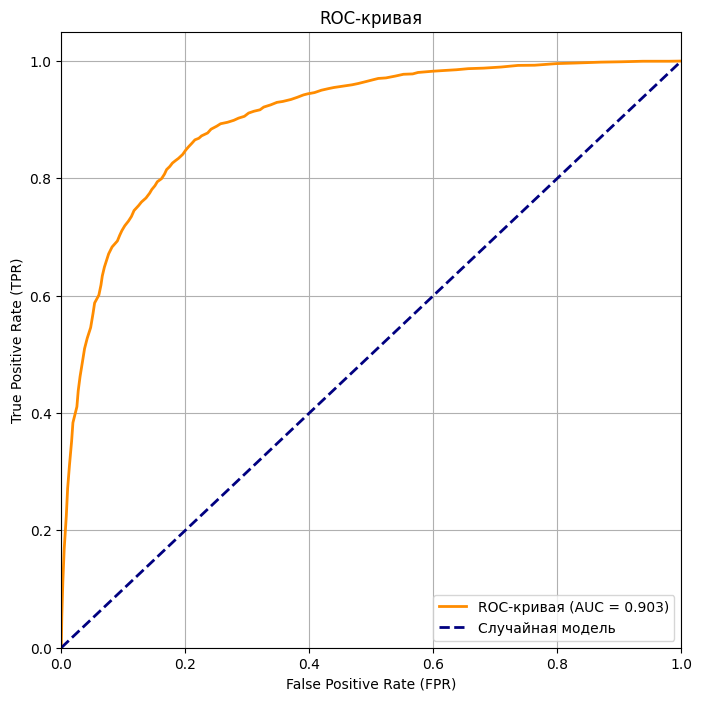 ROC-кривая
True Positive Rate (TPR)
1.0
0.8
0.6
0.4
0.2
0.0
0.0 0.2 0.4 0.6 0.8 1.0
False Positive Rate (FPR)
ROC-кривая (AUC = 0.903)
Случайная модель